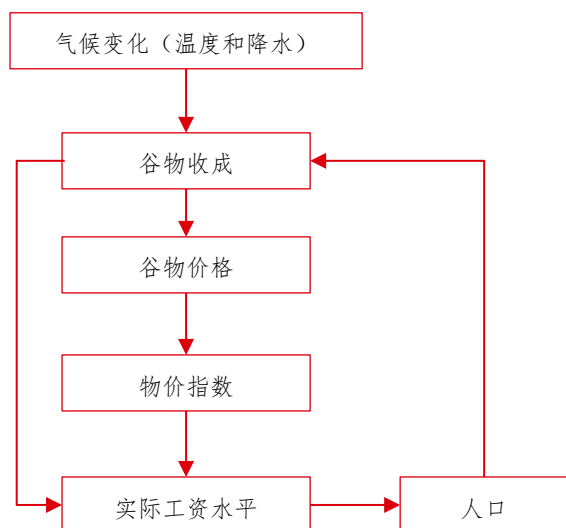 气候变化（温度和降水）
谷物收成
谷物价格
物价指数
实际工资水平
人口